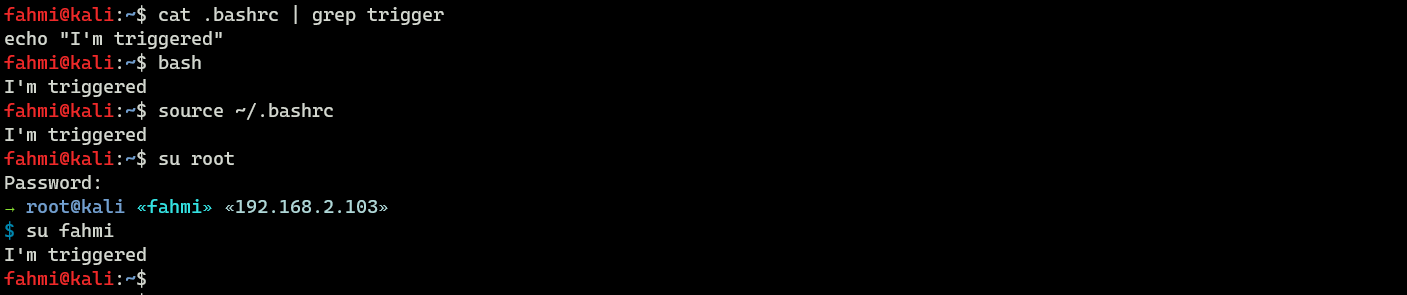 fahmi@kali:~$ cat .bashrc | grep trigger
echo "I'm triggered"
fahmi@kali:~$ bash
I'm triggered
fahmi@kali:~$ source ~/.bashrc
I'm triggered
fahmi@kali:~$ su root
Password:
→ root@kali «fahmi» «192.168.2.103»
$ su fahmi
I'm triggered
fahmi@kali:~$